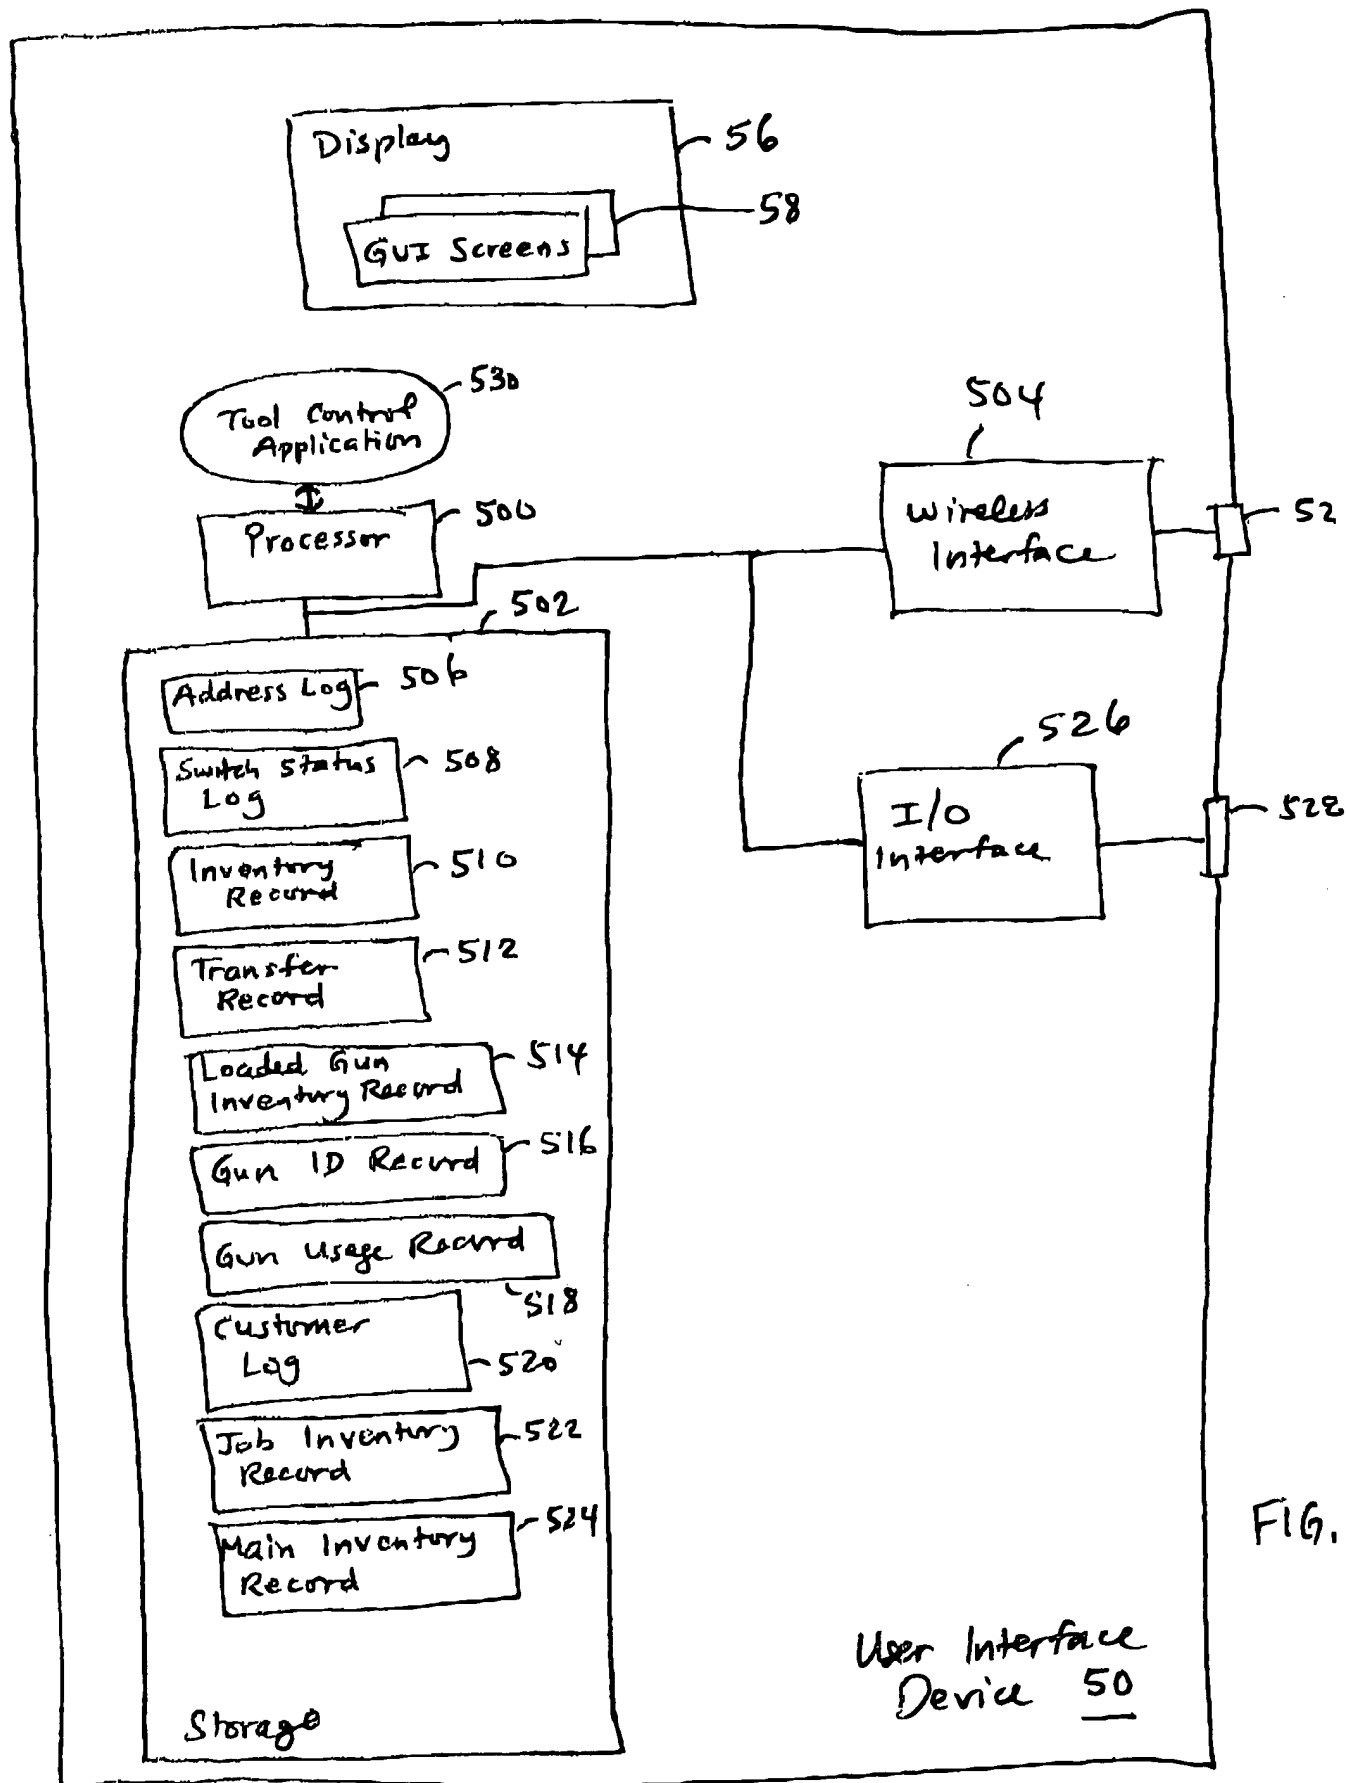 Display
56
58
GUI Screens
530
Tool Control
Application
500
Processor
504
Wireless
Interface
52
502
Address Log
506
Switch Status
Log
508
526
I/O
Interface
528
Inventory
Record
510
Transfer
Record
512
Loaded Gun
Inventory Record
514
Gun ID Record
516
Gun Usage Record
518
Customer
Log
520
Job Inventory
Record
522
Main Inventory
Record
524
Storage
FIG.
User Interface
Device 50